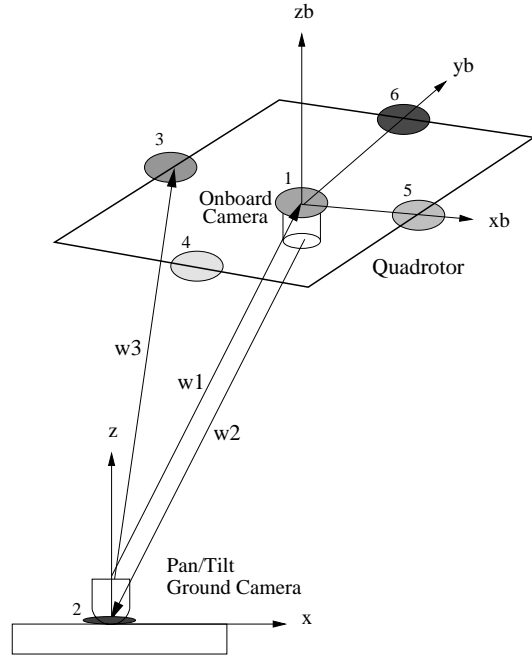 zb
yb
6
3
1
Onboard
Camera
5
xb
4
Quadrotor
w3
w1
w2
z
Pan/Tilt
Ground Camera
2
x